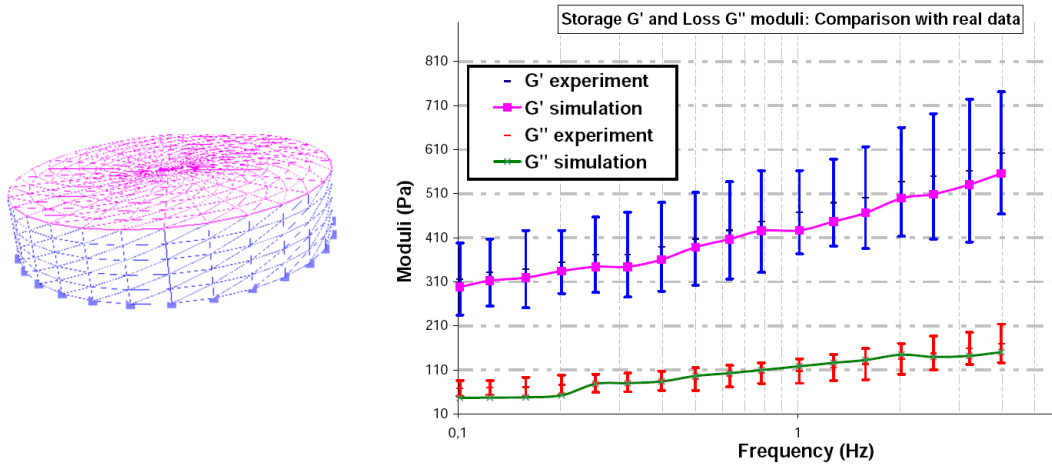 Storage G' and Loss G'' moduli: Comparison with real data
810
710
610
510
410
310
210
110
10
Moduli (Pa)
G' experiment
G' simulation
G'' experiment
G'' simulation
0,1
1
Frequency (Hz)